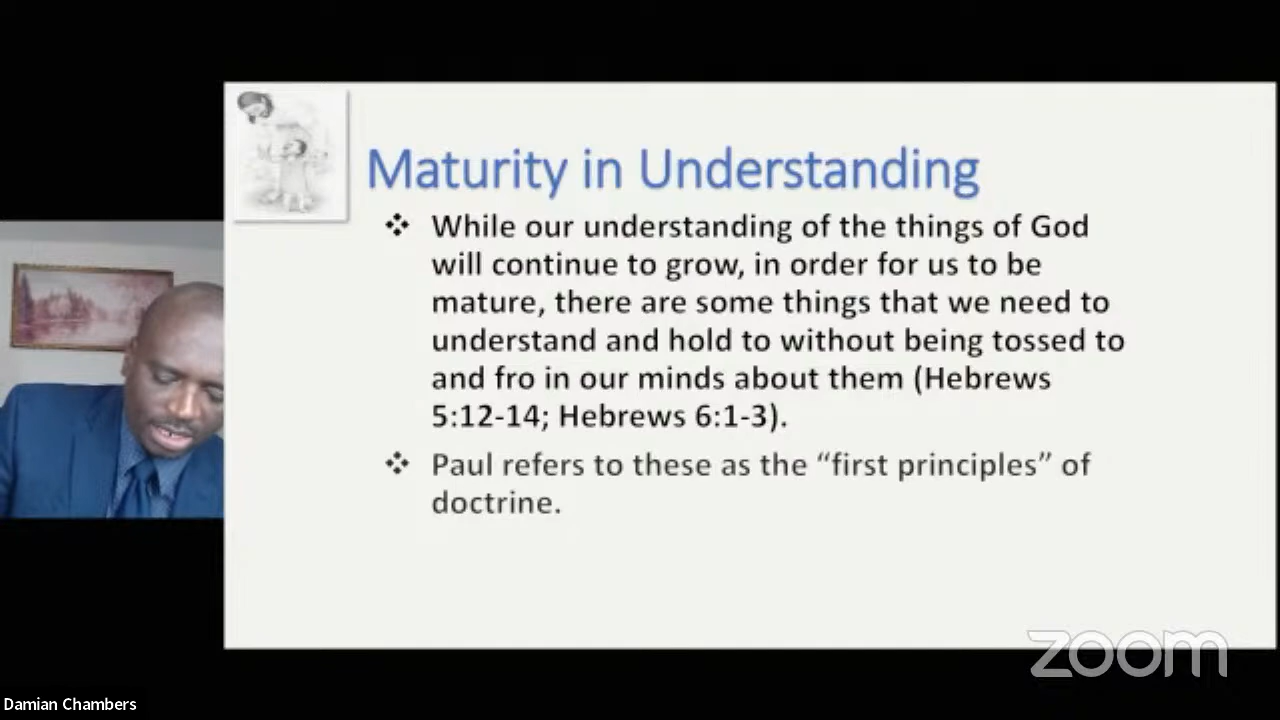 Maturity in Understanding
❖ While our understanding of the things of God
will continue to grow, in order for us to be
mature, there are some things that we need to
understand and hold to without being tossed to
and fro in our minds about them (Hebrews
5:12-14; Hebrews 6:1-3).
❖ Paul refers to these as the “first principles” of
doctrine.
zoom
Damian Chambers